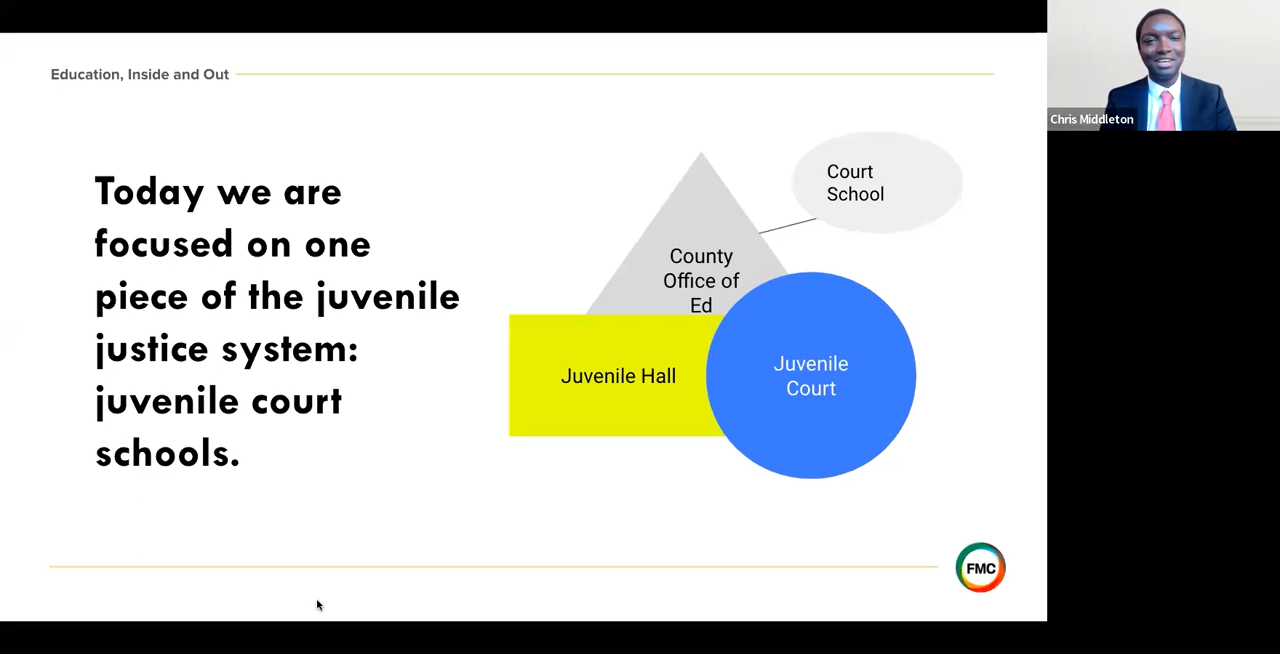 Education, Inside and Out
Today we are
focused on one
piece of the juvenile
justice system:
juvenile court
schools.
Court
School
County
Office of
Ed
Juvenile Hall
Juvenile
Court
FMC
Chris Middleton